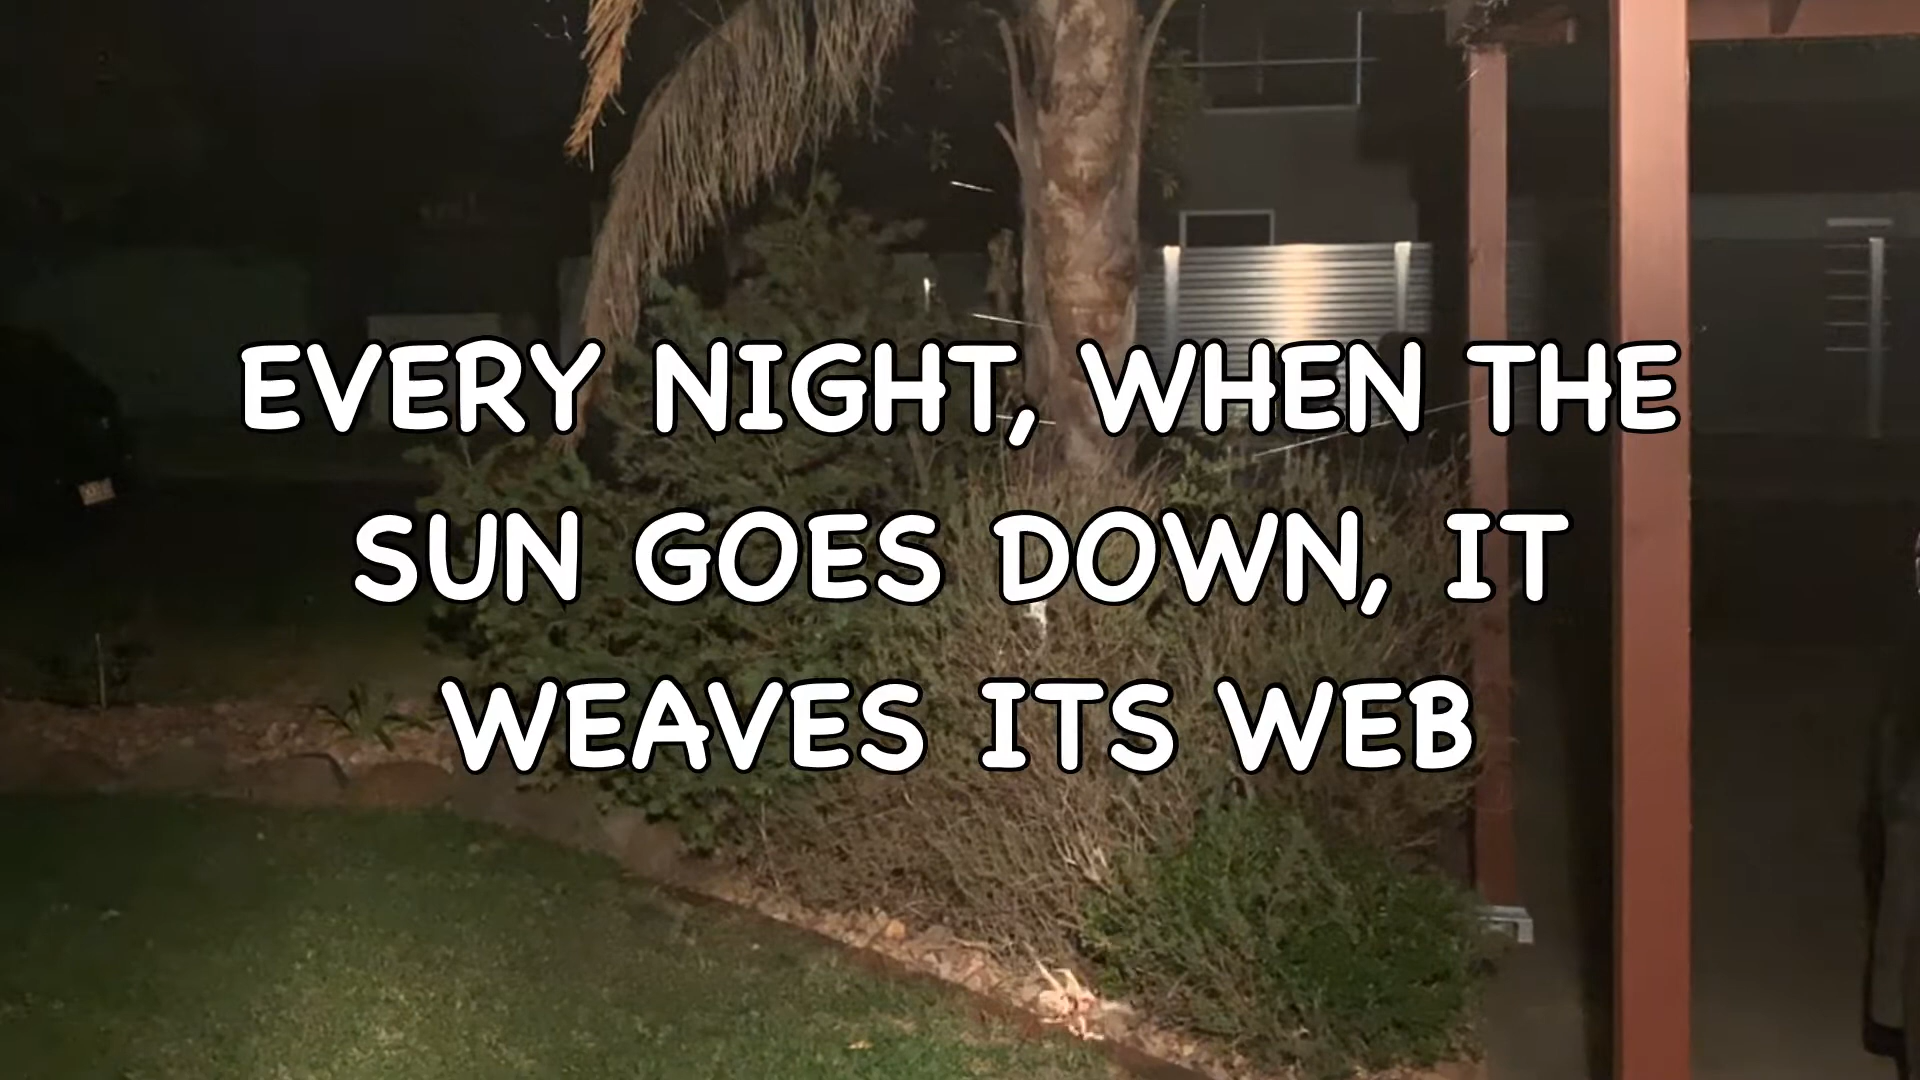 EVERY NIGHT, WHEN THE
SUN GOES DOWN, IT
WEAVES ITS WEB